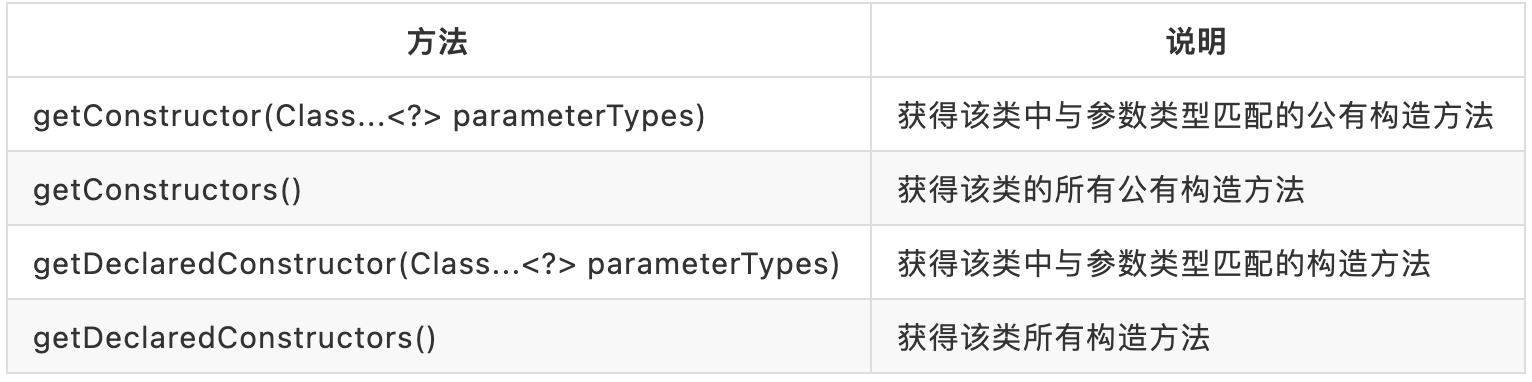 方法 说明
getConstructor(Class...<?> parameterTypes) 获得该类中与参数类型匹配的公有构造方法
getConstructors() 获得该类的所有公有构造方法
getDeclaredConstructor(Class...<?> parameterTypes) 获得该类中与参数类型匹配的构造方法
getDeclaredConstructors() 获得该类所有构造方法